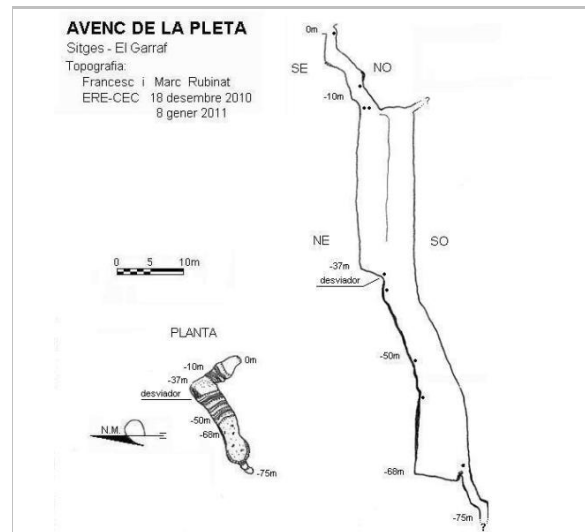 AVENC DE LA PLETA
Sitges - El Garraf
Topografia:
Francesc i Marc Rubinat
ERE-CEC 18 desembre 2010
8 gener 2011
0m
?
SE
NO
-10m
?
NE
SO
-37m
desviador
-50m
-68m
-75m
?
0 5 10m
PLANTA
0m
-10m
-37m
desviador
-50m
-68m
-75m
N.M.